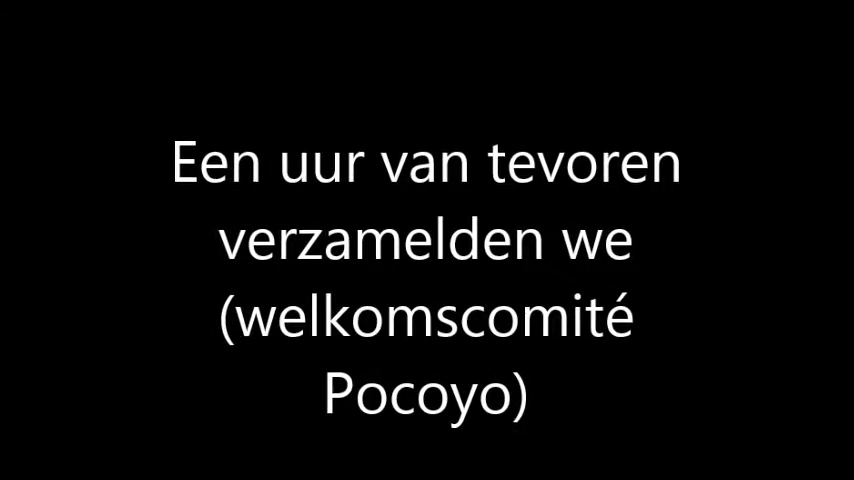 Een uur van tevoren
verzamelden we
(welkomscomité
Pocoyo)